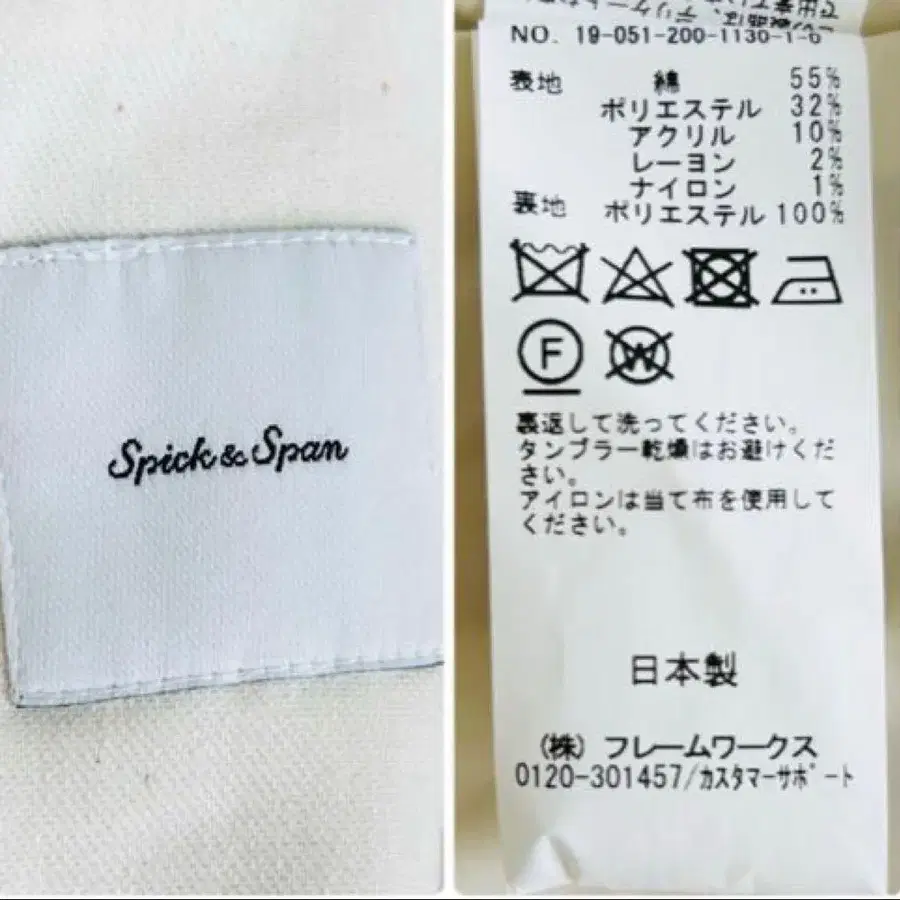 Spick & Span
NO. 19-051-200-1130-1-0
表地 綿 55%
ポリエステル 32%
アクリル 10%
レーヨン 2%
ナイロン 1%
裏地 ポリエステル 100%
F
W
裏返して洗ってください。
タンブラー乾燥はお避けくだ
さい。
アイロンは当て布を使用して
ください。
日本製
(株) フレームワークス
0120-301457/カスタマーサポート